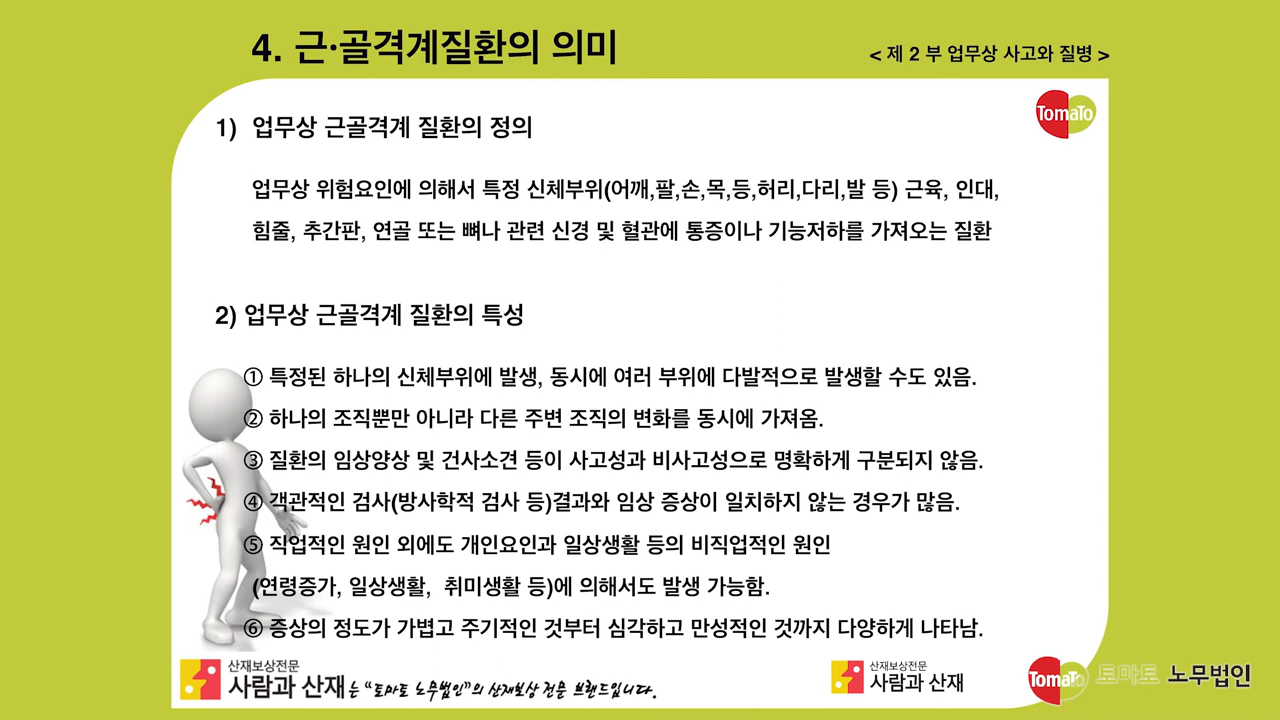 4. 근·골격계질환의 의미
< 제 2 부 업무상 사고와 질병 >
TomaTo
1) 업무상 근골격계 질환의 정의
업무상 위험요인에 의해서 특정 신체부위(어깨,팔,손,목,등,허리,다리,발 등) 근육, 인대,
힘줄, 추간판, 연골 또는 뼈나 관련 신경 및 혈관에 통증이나 기능저하를 가져오는 질환
2) 업무상 근골격계 질환의 특성
① 특정된 하나의 신체부위에 발생, 동시에 여러 부위에 다발적으로 발생할 수도 있음.
② 하나의 조직뿐만 아니라 다른 주변 조직의 변화를 동시에 가져옴.
③ 질환의 임상양상 및 건사소견 등이 사고성과 비사고성으로 명확하게 구분되지 않음.
④ 객관적인 검사(방사학적 검사 등)결과와 임상 증상이 일치하지 않는 경우가 많음.
⑤ 직업적인 원인 외에도 개인요인과 일상생활 등의 비직업적인 원인
(연령증가, 일상생활, 취미생활 등)에 의해서도 발생 가능함.
⑥ 증상의 정도가 가볍고 주기적인 것부터 심각하고 만성적인 것까지 다양하게 나타남.
산재보상전문
사람과 산재는 "토마토 노무법인"의 산재보상 전문 브랜드입니다.
산재보상전문
사람과 산재
TomaTo 토마토 노무법인